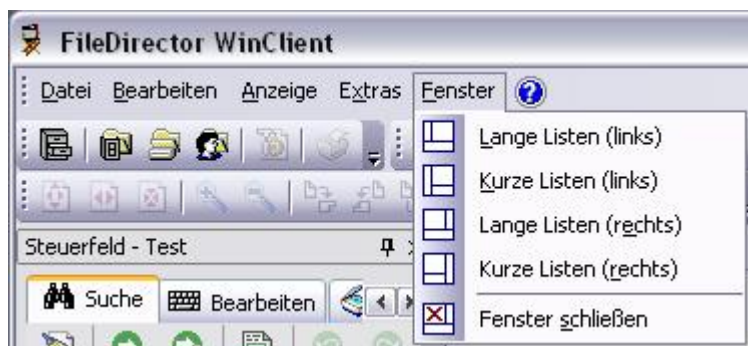 FileDirector WinClient
Datei Bearbeiten Anzeige Extras Fenster
Lange Listen (links)
Kurze Listen (links)
Lange Listen (rechts)
Kurze Listen (rechts)
Fenster schließen
Steuerfeld - Test
Suche Bearbeiten